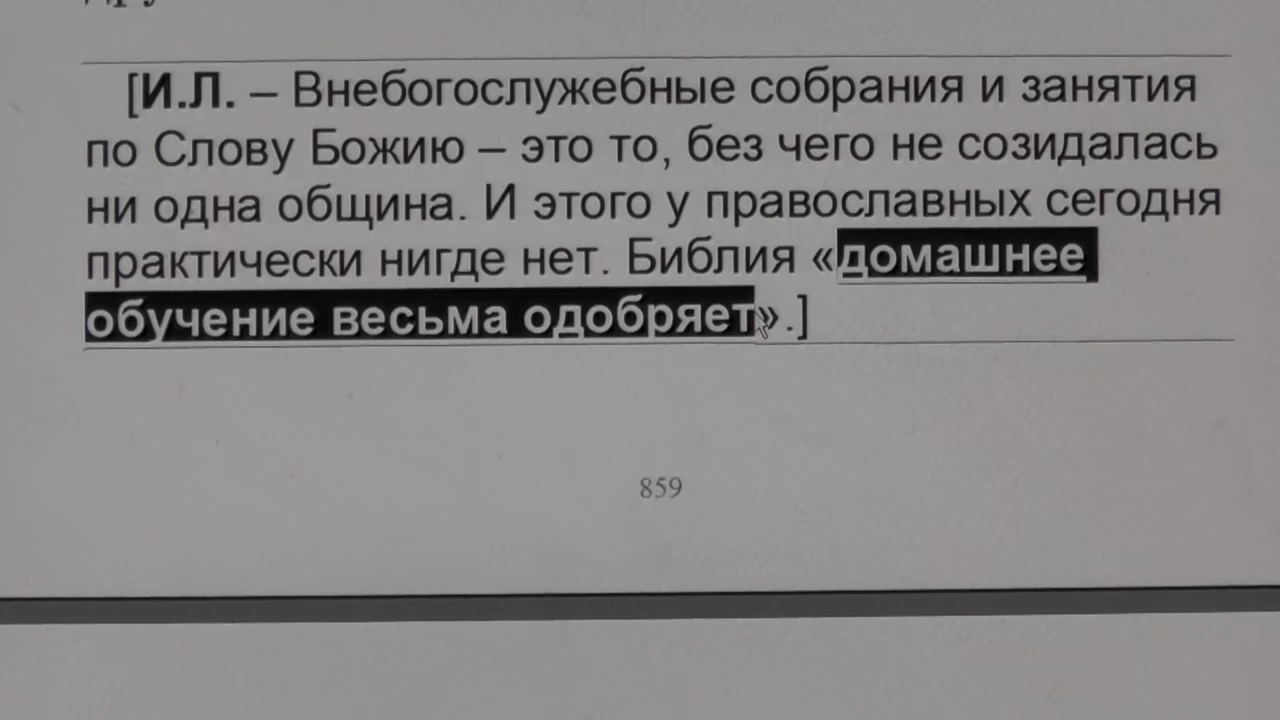 [И.Л. – Внебогослужебные собрания и занятия
по Слову Божию – это то, без чего не созидалась
ни одна община. И этого у православных сегодня
практически нигде нет. Библия «домашнее
обучение весьма одобряет».]
859